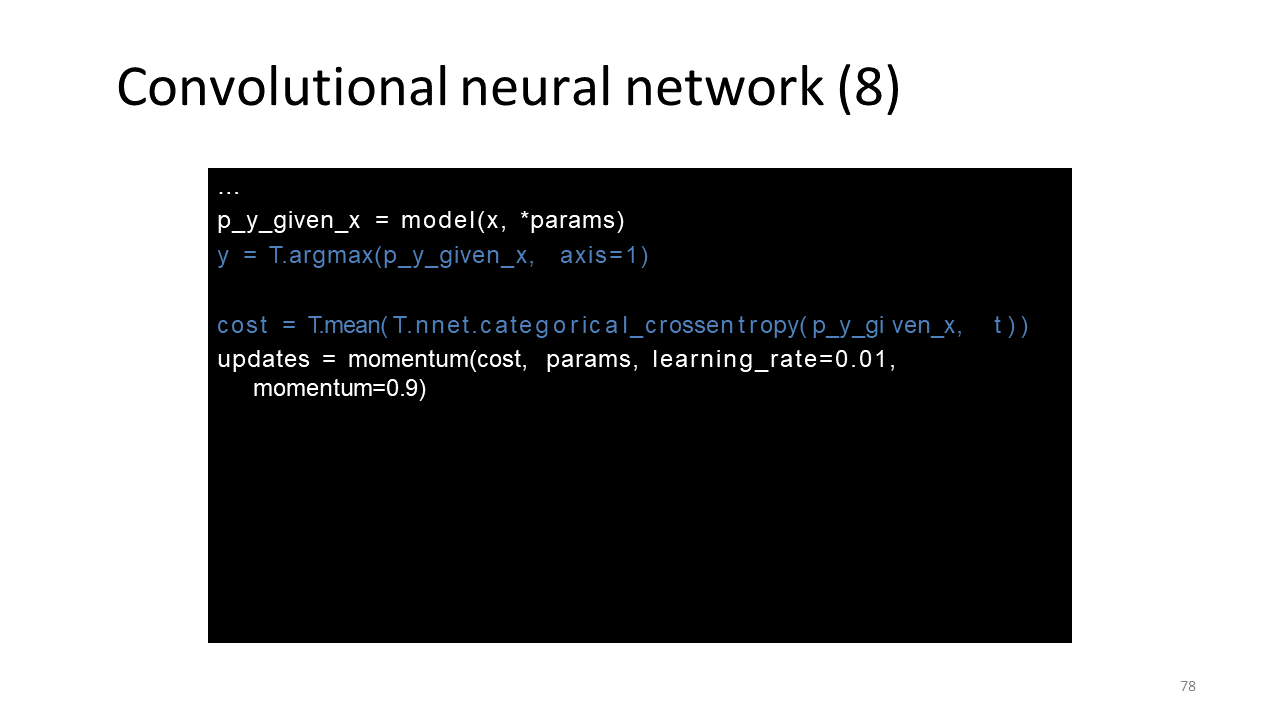 Convolutional neural network (8)
...
p_y_given_x = model(x, *params)
y = T.argmax(p_y_given_x, axis=1)
cost = T.mean(T.nnet.categorical_crossentropy(p_y_given_x, t))
updates = momentum(cost, params, learning_rate=0.01,
momentum=0.9)
78